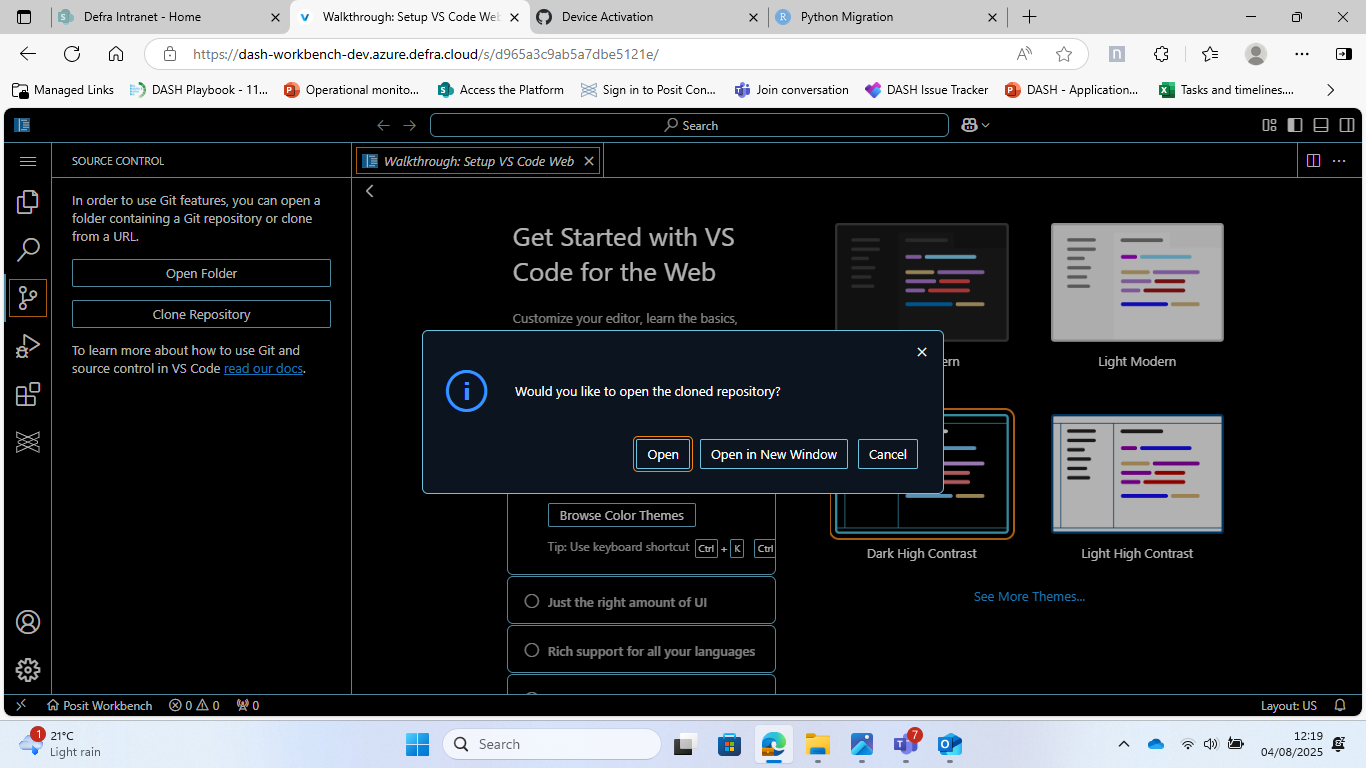 Defra Intranet - Home
Walkthrough: Setup VS Code Web
Device Activation
Python Migration
https://dash-workbench-dev.azure.defra.cloud/s/d965a3c9ab5a7dbe5121e/
Managed Links
DASH Playbook - 11...
Operational monito...
Access the Platform
Sign in to Posit Con...
Join conversation
DASH Issue Tracker
DASH - Application...
Tasks and timelines....
Search
SOURCE CONTROL
Walkthrough: Setup VS Code Web
In order to use Git features, you can open a
folder containing a Git repository or clone
from a URL.
Open Folder
Clone Repository
To learn more about how to use Git and
source control in VS Code read our docs.
Get Started with VS
Code for the Web
Customize your editor, learn the basics,
Light Modern
Would you like to open the cloned repository?
Open
Open in New Window
Cancel
Browse Color Themes
Tip: Use keyboard shortcut Ctrl + K Ctrl
Dark High Contrast
Light High Contrast
See More Themes...
Just the right amount of UI
Rich support for all your languages
Posit Workbench
0
0
0
Layout: US
1
21°C
Light rain
Search
7
12:19
04/08/2025